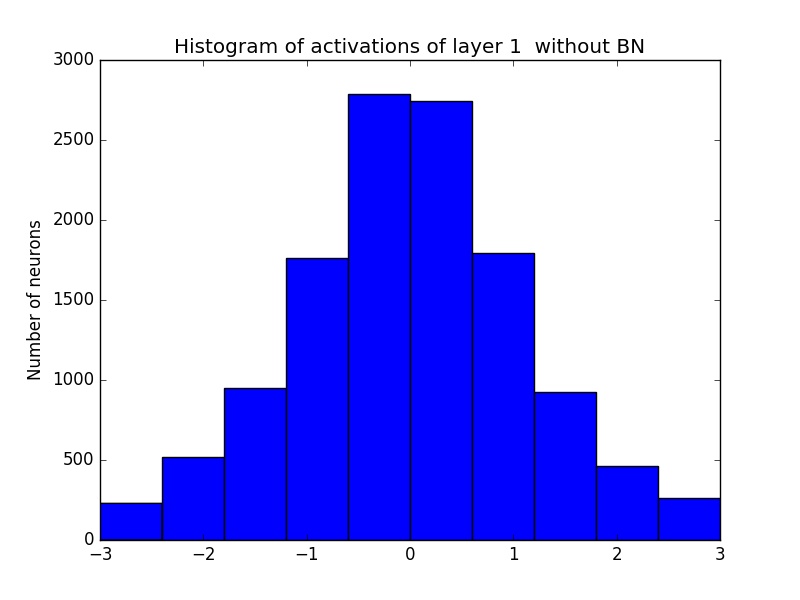 Histogram of activations of layer 1  without BN
3000
2500
2000
1500
1000
500
0
Number of neurons
−3 −2 −1 0 1 2 3